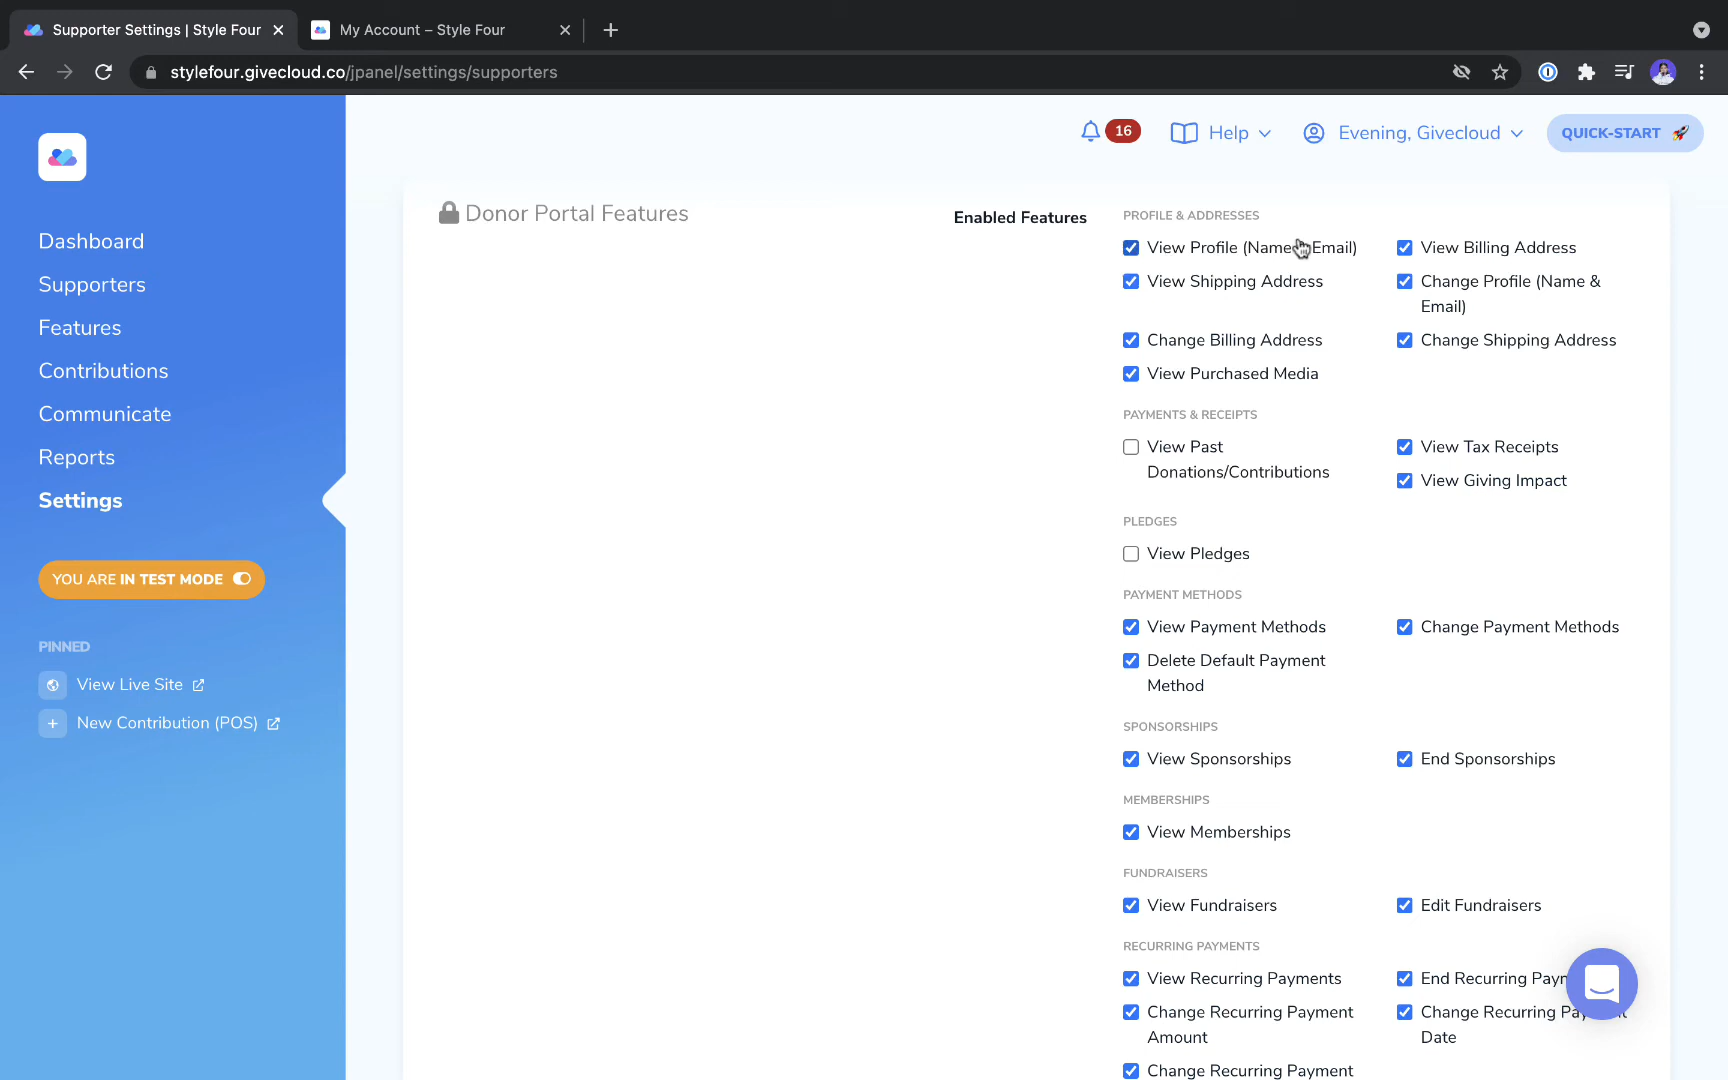 Supporter Settings | Style Four
My Account – Style Four
stylefour.givecloud.co/jpanel/settings/supporters
16
Help
Evening, Givecloud
QUICK-START
Dashboard
Supporters
Features
Contributions
Communicate
Reports
Settings
YOU ARE IN TEST MODE
PINNED
View Live Site
New Contribution (POS)
Donor Portal Features
Enabled Features
PROFILE & ADDRESSES
View Profile (Name Email)
View Billing Address
View Shipping Address
Change Profile (Name &
Email)
Change Billing Address
Change Shipping Address
View Purchased Media
PAYMENTS & RECEIPTS
View Past
Donations/Contributions
View Tax Receipts
View Giving Impact
PLEDGES
View Pledges
PAYMENT METHODS
View Payment Methods
Change Payment Methods
Delete Default Payment
Method
SPONSORSHIPS
View Sponsorships
End Sponsorships
MEMBERSHIPS
View Memberships
FUNDRAISERS
View Fundraisers
Edit Fundraisers
RECURRING PAYMENTS
View Recurring Payments
End Recurring
Change Recurring Payment
Amount
Change Recurring
Date
Change Recurring Payment